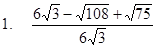 1. (6√3 − √108 + √75) / (6√3)